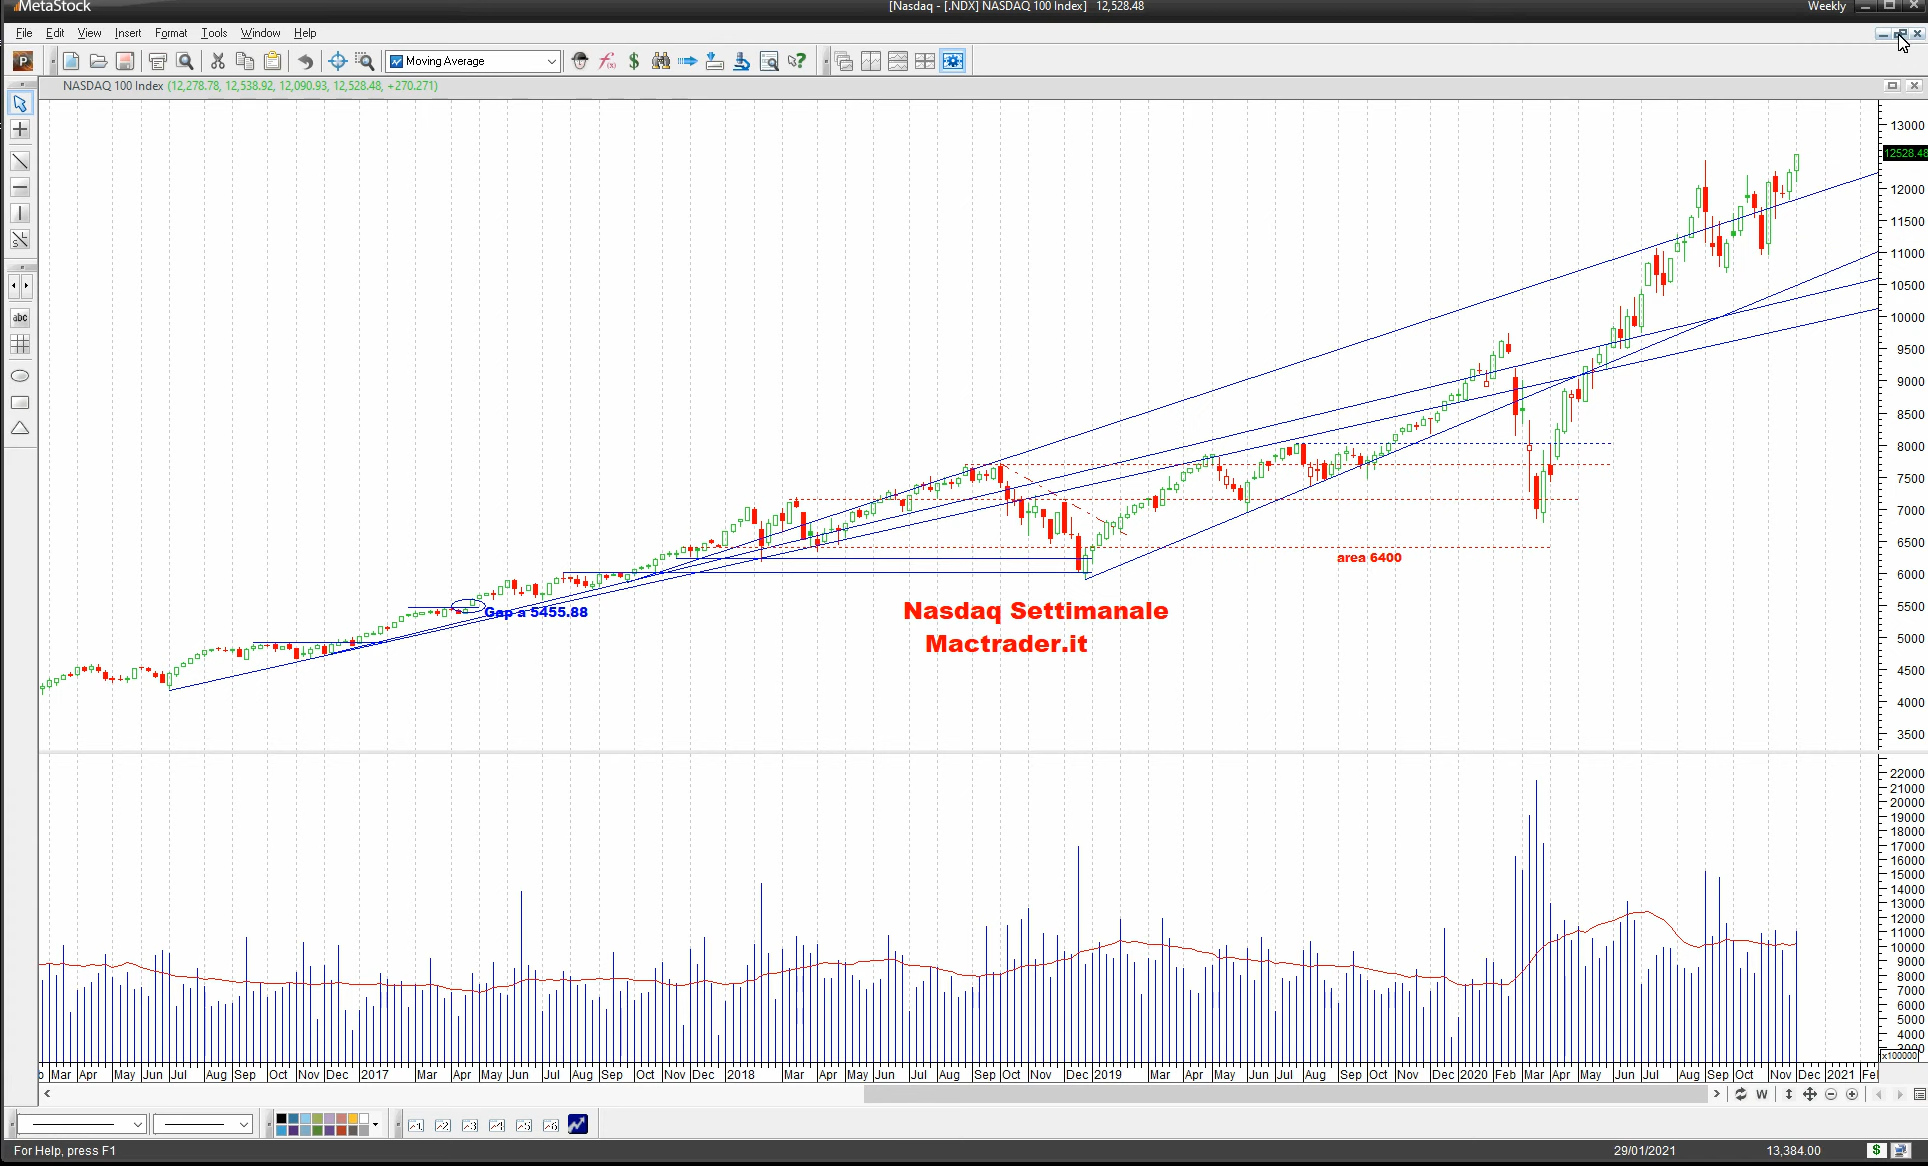 MetaStock
[Nasdaq - [.NDX] NASDAQ 100 Index] 12,528.48
Weekly
File Edit View Insert Format Tools Window Help
P
Moving Average
NASDAQ 100 Index (12,278.78, 12,538.92, 12,090.93, 12,528.48, +270.271)
abc
13000
12528.48
12000
11500
11000
10500
10000
9500
9000
8500
8000
7500
7000
6500
6000
5500
5000
4500
4000
3500
area 6400
Gap a 5455.88
Nasdaq Settimanale
Mactrader.it
22000
21000
20000
19000
18000
17000
16000
15000
14000
13000
12000
11000
10000
9000
8000
7000
6000
5000
4000
3000
x100000
b Mar Apr May Jun Jul Aug Sep Oct Nov Dec 2017 Mar Apr May Jun Jul Aug Sep Oct Nov Dec 2018 Mar Apr May Jun Jul Aug Sep Oct Nov Dec 2019 Mar Apr May Jun Jul Aug Sep Oct Nov Dec 2020 Feb Mar Apr May Jun Jul Aug Sep Oct Nov Dec 2021 Fel
W
For Help, press F1
29/01/2021
13,384.00
$